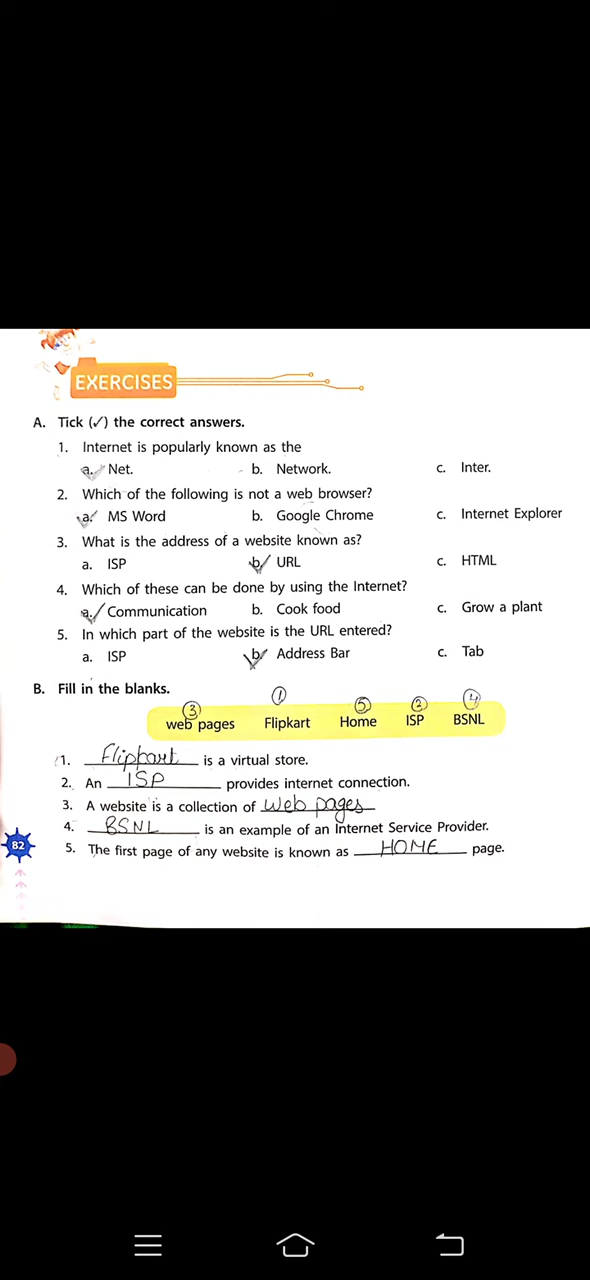 EXERCISES
A. Tick (✓) the correct answers.
1. Internet is popularly known as the
a. Net. b. Network. c. Inter.
2. Which of the following is not a web browser?
a. MS Word b. Google Chrome c. Internet Explorer
3. What is the address of a website known as?
a. ISP b. URL c. HTML
4. Which of these can be done by using the Internet?
a. Communication b. Cook food c. Grow a plant
5. In which part of the website is the URL entered?
a. ISP b. Address Bar c. Tab
B. Fill in the blanks.
③ ① ⑤ ② ④
web pages Flipkart Home ISP BSNL
1. Flipkart is a virtual store.
2. An ISP provides internet connection.
3. A website is a collection of web pages
4. BSNL is an example of an Internet Service Provider.
5. The first page of any website is known as HOME page.
82